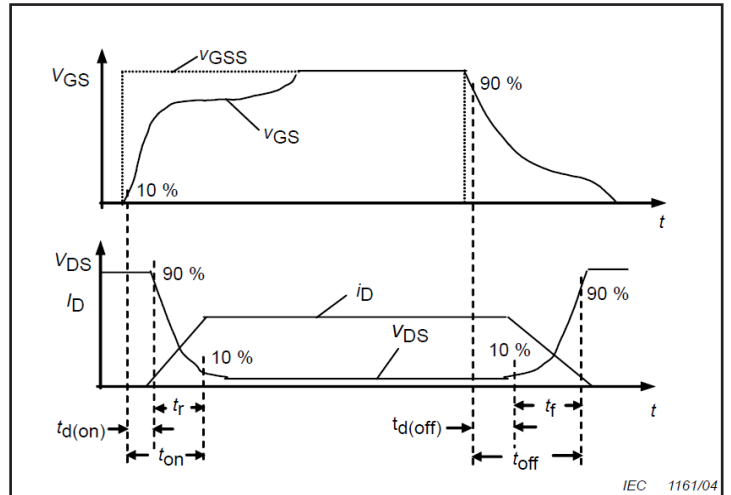 vGSS
VGS
90 %
vGS
10 %
t
VDS
90 %
iD
90 %
ID
VDS
10 %
10 %
tr
tf
t
td(on)
td(off)
ton
toff
IEC 1161/04